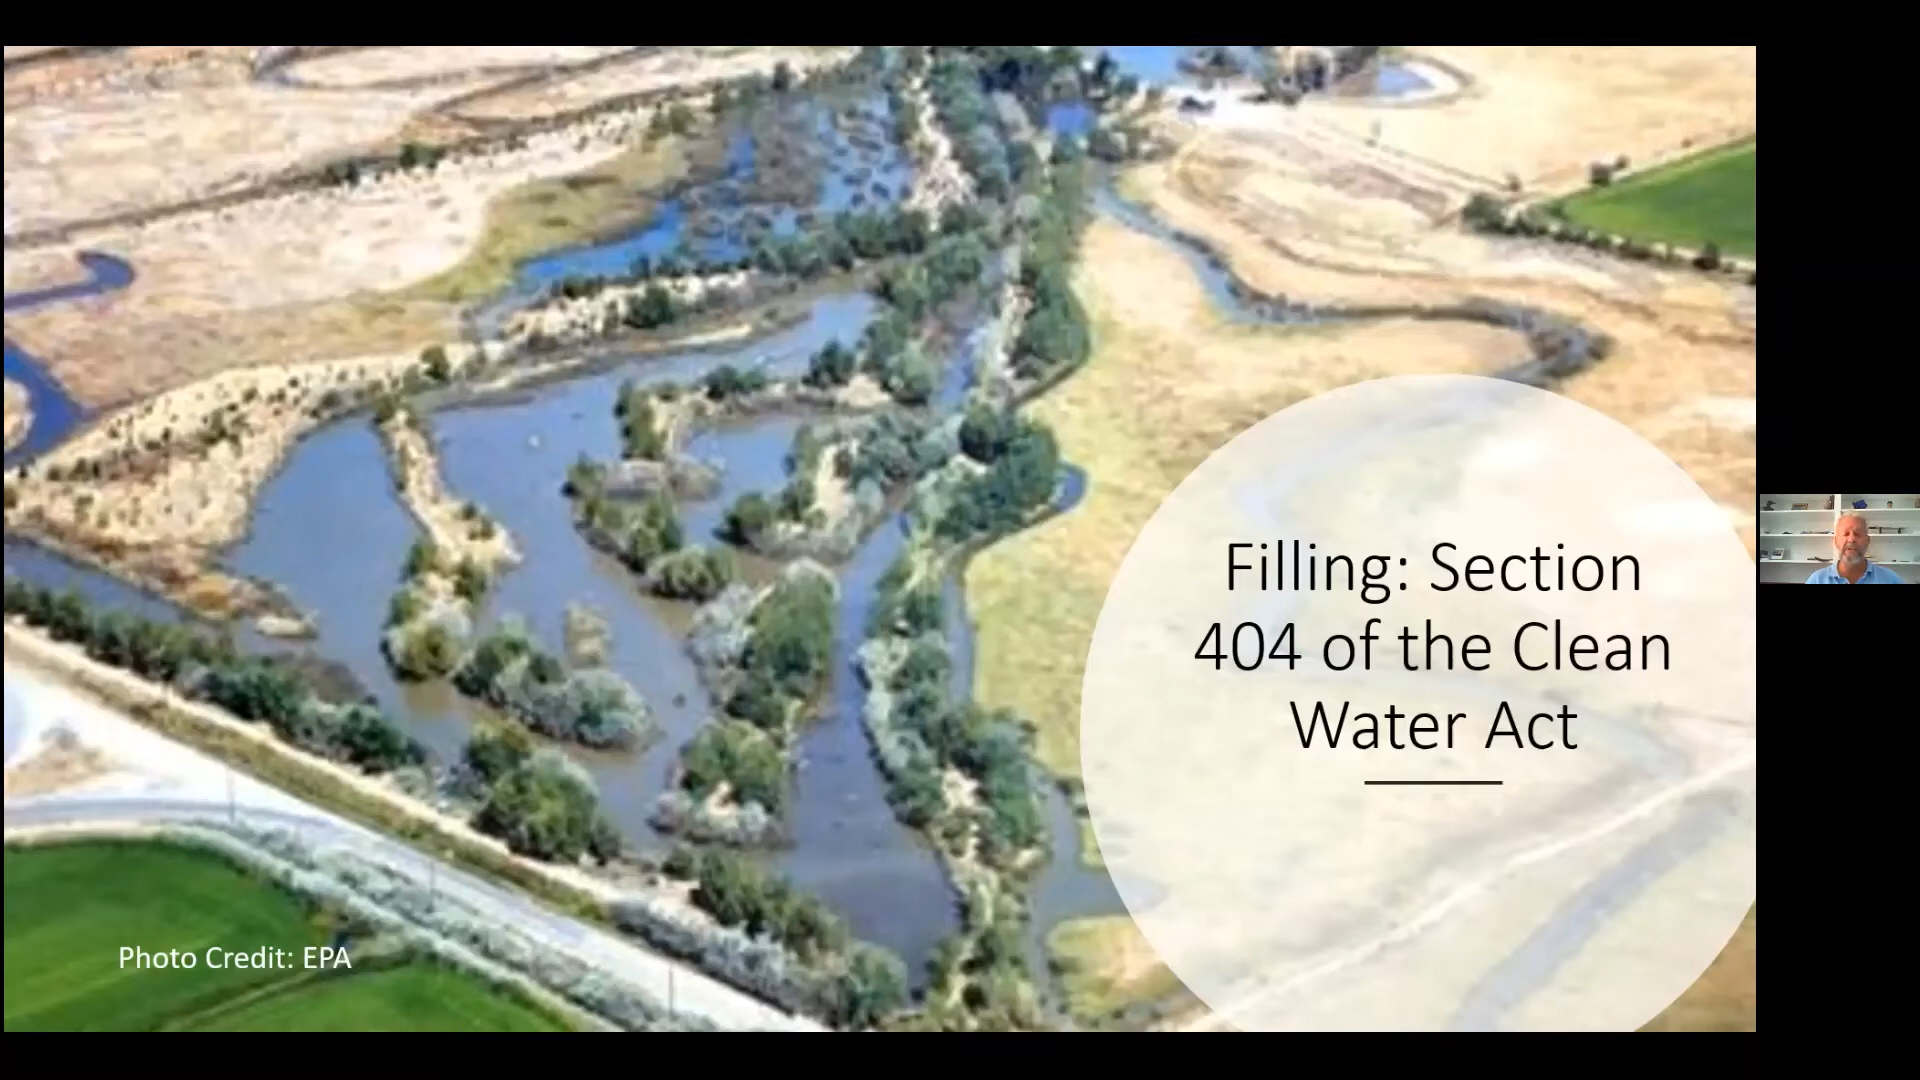 Filling: Section
404 of the Clean
Water Act
Photo Credit: EPA